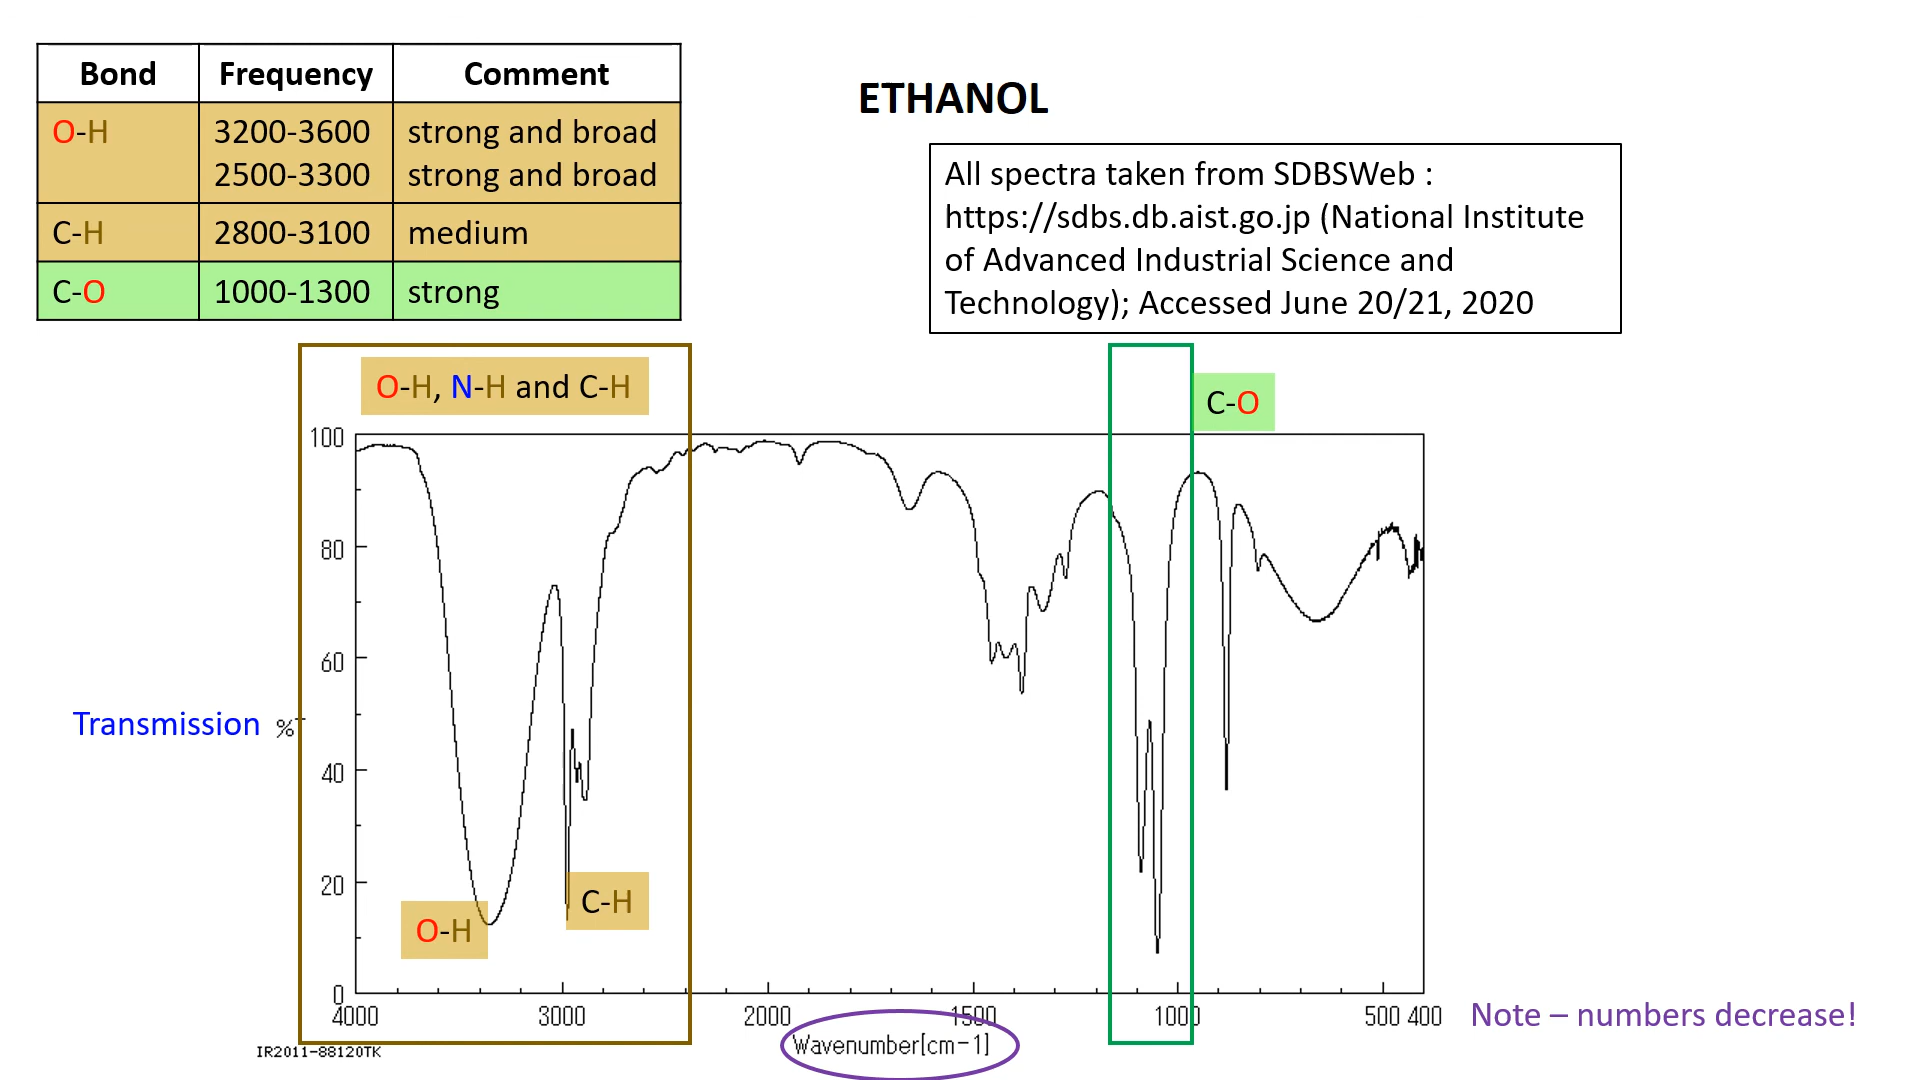 Bond Frequency Comment
O-H 3200-3600 strong and broad
2500-3300 strong and broad
C-H 2800-3100 medium
C-O 1000-1300 strong
ETHANOL
All spectra taken from SDBSWeb :
https://sdbs.db.aist.go.jp (National Institute
of Advanced Industrial Science and
Technology); Accessed June 20/21, 2020
O-H, N-H and C-H
C-O
100
80
60
Transmission %T
40
20
C-H
O-H
0
4000 3000 2000 1500 1000 500 400
Note – numbers decrease!
Wavenumber[cm-1]
IR2011-88120TK